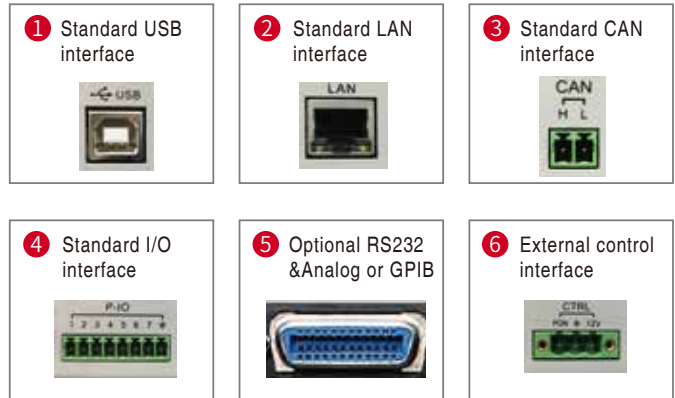 1 Standard USB
interface
USB
2 Standard LAN
interface
LAN
3 Standard CAN
interface
CAN
H L
4 Standard I/O
interface
P-IO
1 2 3 4 5 6 7
5 Optional RS232
&Analog or GPIB
6 External control
interface
CTRL
12V